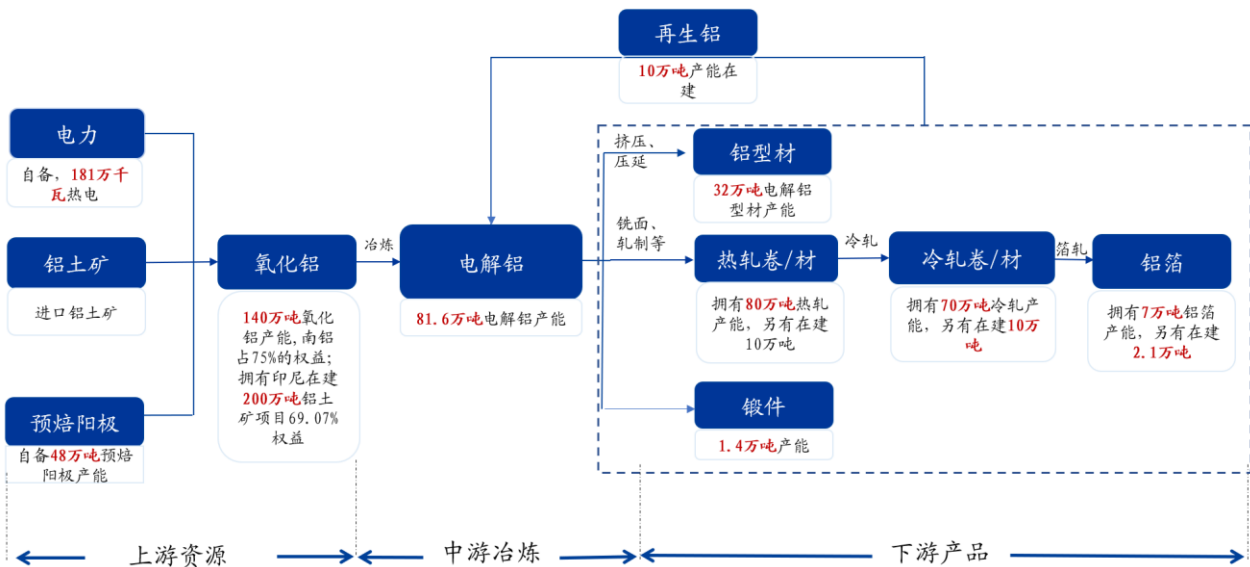 再生铝
10万吨产能在
建
电力
自备，181万千
瓦热电
铝土矿
进口铝土矿
预焙阳极
自备48万吨预焙
阳极产能
氧化铝
140万吨氧化
铝产能,南铝
占75%的权益;
拥有印尼在建
200万吨铝土
矿项目69.07%
权益
冶炼
电解铝
81.6万吨电解铝产能
挤压、
压延
铝型材
32万吨电解铝
型材产能
铣面、
轧制等
热轧卷/材
拥有80万吨热轧
产能，另有在建
10万吨
冷轧
冷轧卷/材
拥有70万吨冷轧产
能，另有在建10万
吨
箔轧
铝箔
拥有7万吨铝箔
产能，另有在建
2.1万吨
锻件
1.4万吨产能
上游资源
中游冶炼
下游产品